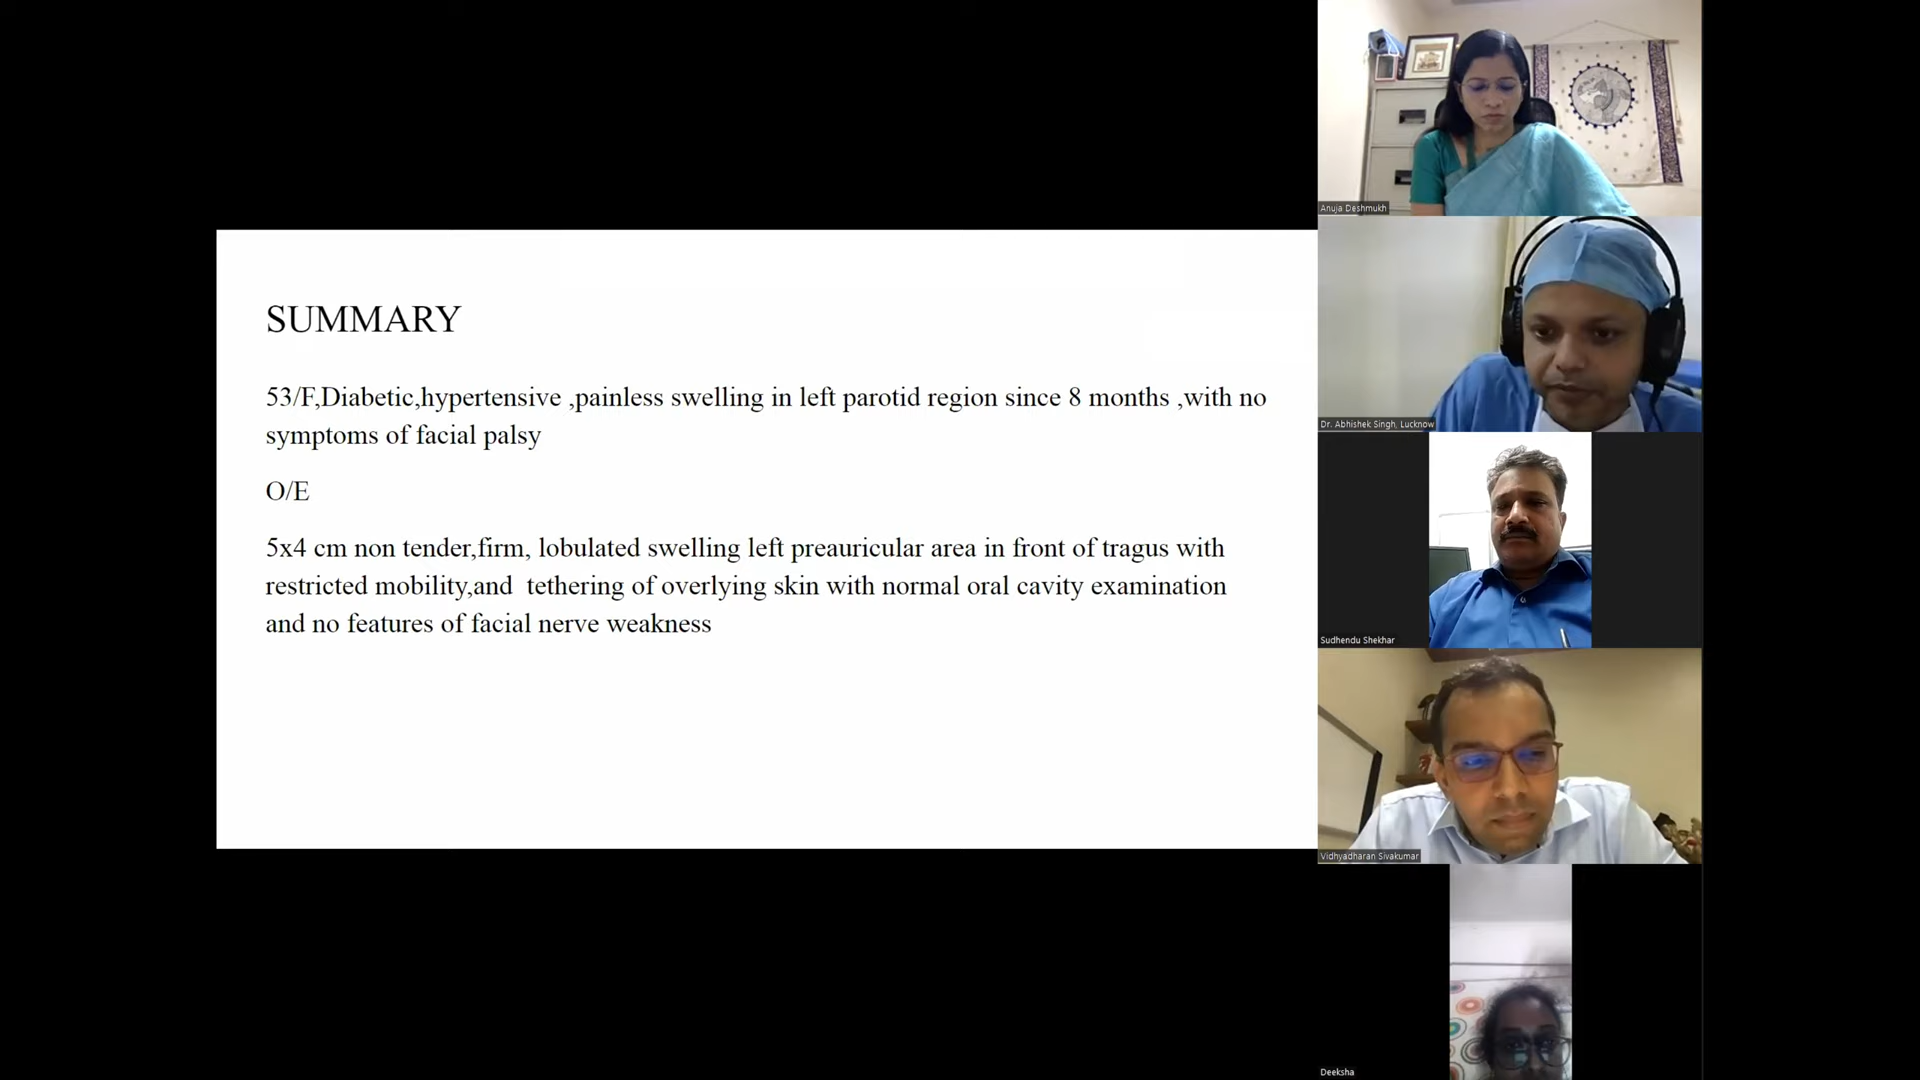 SUMMARY
53/F,Diabetic,hypertensive ,painless swelling in left parotid region since 8 months ,with no
symptoms of facial palsy
O/E
5x4 cm non tender,firm, lobulated swelling left preauricular area in front of tragus with
restricted mobility,and tethering of overlying skin with normal oral cavity examination
and no features of facial nerve weakness
Anuja Deshmukh
Dr. Abhishek Singh, Lucknow
Sudhendu Shekhar
Vidhyadharan Sivakumar
Deeksha